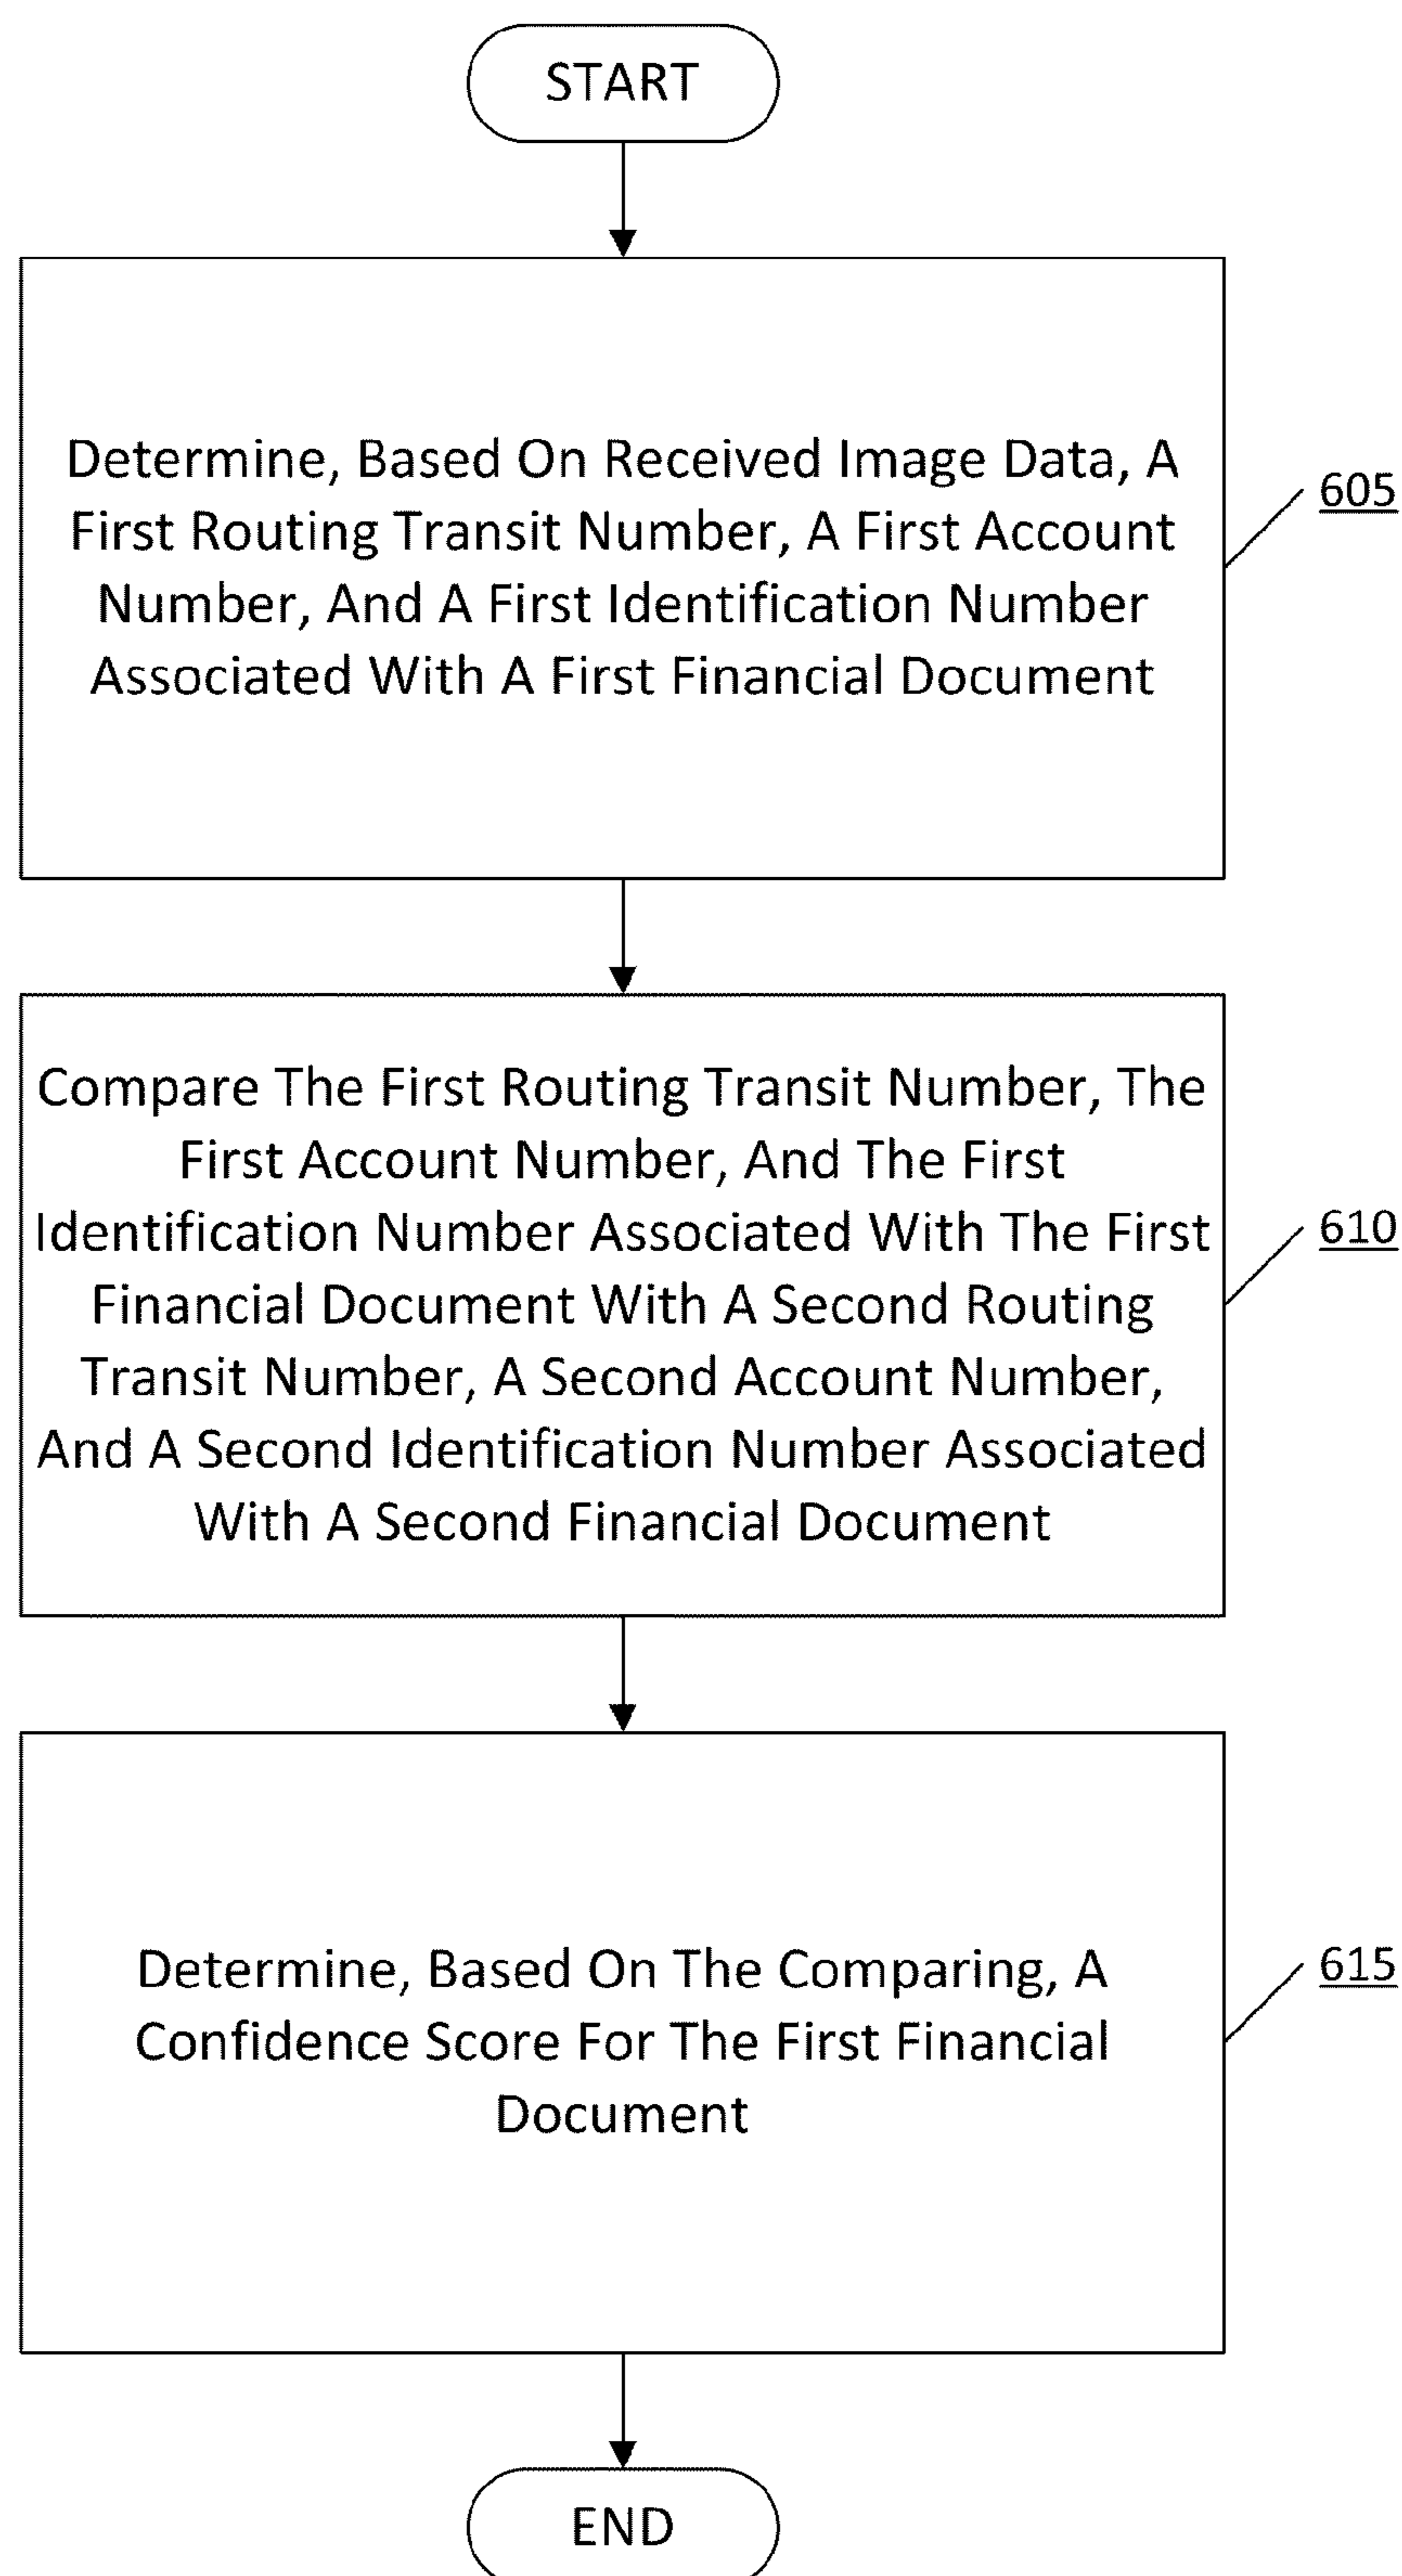 START
Determine, Based On Received Image Data, A
First Routing Transit Number, A First Account
Number, And A First Identification Number
Associated With A First Financial Document
605
Compare The First Routing Transit Number, The
First Account Number, And The First
Identification Number Associated With The First
Financial Document With A Second Routing
Transit Number, A Second Account Number,
And A Second Identification Number Associated
With A Second Financial Document
610
Determine, Based On The Comparing, A
Confidence Score For The First Financial
Document
615
END